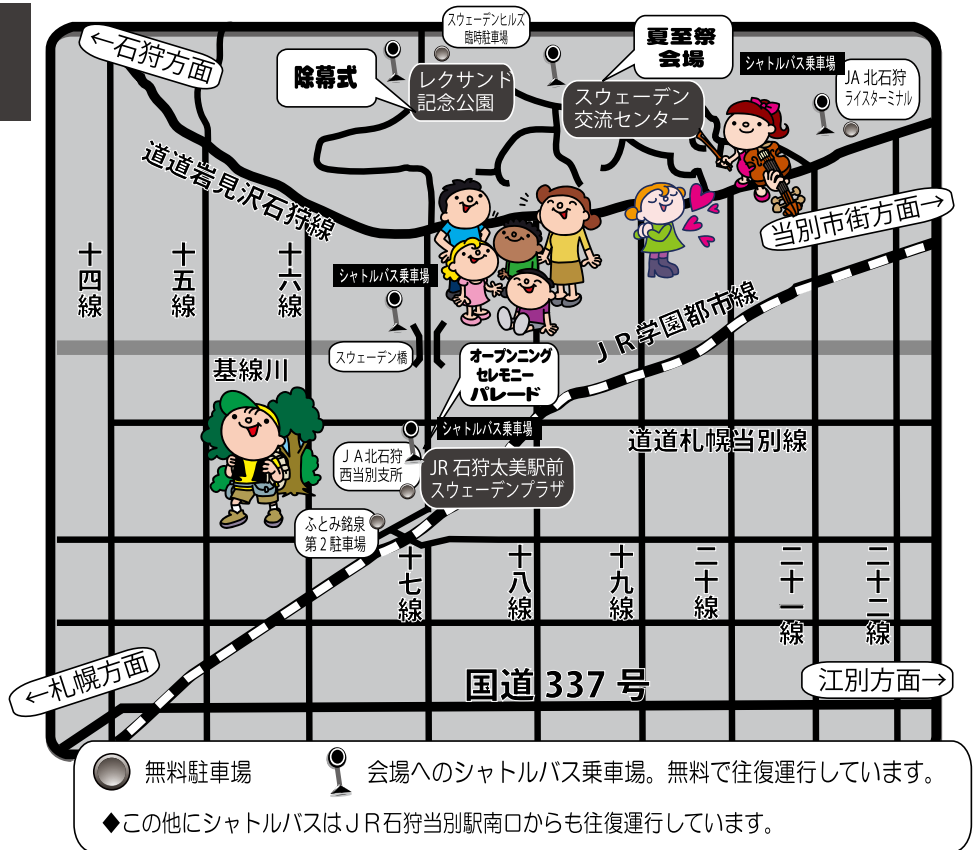 スウェーデンヒルズ
臨時駐車場
←石狩方面
除幕式
レクサンド
記念公園
夏至祭
会場
スウェーデン
交流センター
シャトルバス乗車場
JA 北石狩
ライスターミナル
道道岩見沢石狩線
当別市街方面→
十四線
十五線
十六線
シャトルバス乗車場
スウェーデン橋
ＪＲ学園都市線
基線川
オープンニング
セレモニー
パレード
シャトルバス乗車場
道道札幌当別線
ＪＡ北石狩
西当別支所
JR 石狩太美駅前
スウェーデンプラザ
ふとみ銘泉
第２駐車場
十七線
十八線
十九線
二十線
二十一線
二十二線
←札幌方面
国道 337 号
江別方面→
無料駐車場
会場へのシャトルバス乗車場。無料で往復運行しています。
◆この他にシャトルバスはＪＲ石狩当別駅南口からも往復運行しています。